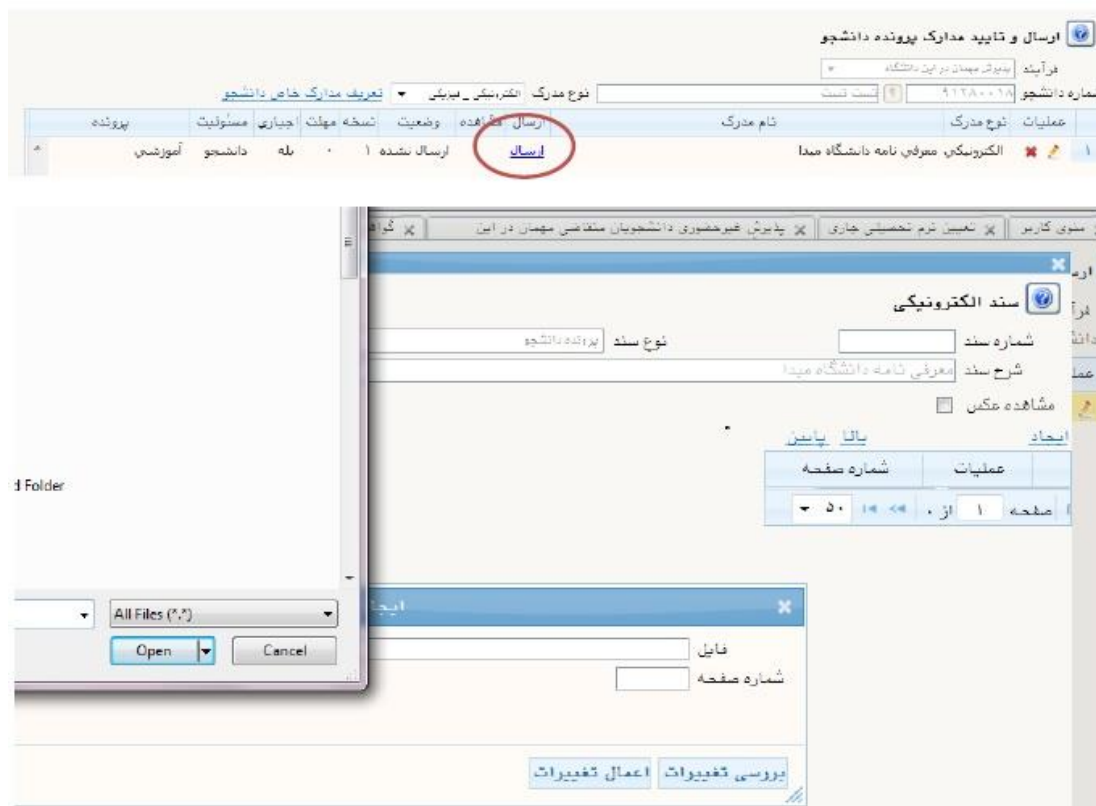 ارسال و تایید مدارک پرونده دانشجو
فرآیند پذیرش مهمان در این دانشگاه
شماره دانشجو ۹۱۲۸۰۰۱۸ تست تست نوع مدرک الکترونیکی _ فیزیکی تعریف مدارک خاص دانشجو
عملیات نوع مدرک نام مدرک ارسال مشاهده وضعیت نسخه مهلت اجباری مسئولیت پرونده
۱ الکترونیکی معرفی نامه دانشگاه مبدا ارسال ارسال نشده ۱ ۰ بله دانشجو آموزشی
منوی کاربر تعیین ترم تحصیلی جاری پذیرش غیرحضوری دانشجویان متقاضی مهمان در این
سند الکترونیکی
شماره سند نوع سند پرونده دانشجو
شرح سند معرفی نامه دانشگاه مبدا
مشاهده عکس
ایجاد بالا پایین
عملیات شماره صفحه
صفحه ۱ از ۰ ۵۰
d Folder
All Files (*.*)
Open Cancel
فایل
شماره صفحه
بررسی تغییرات اعمال تغییرات